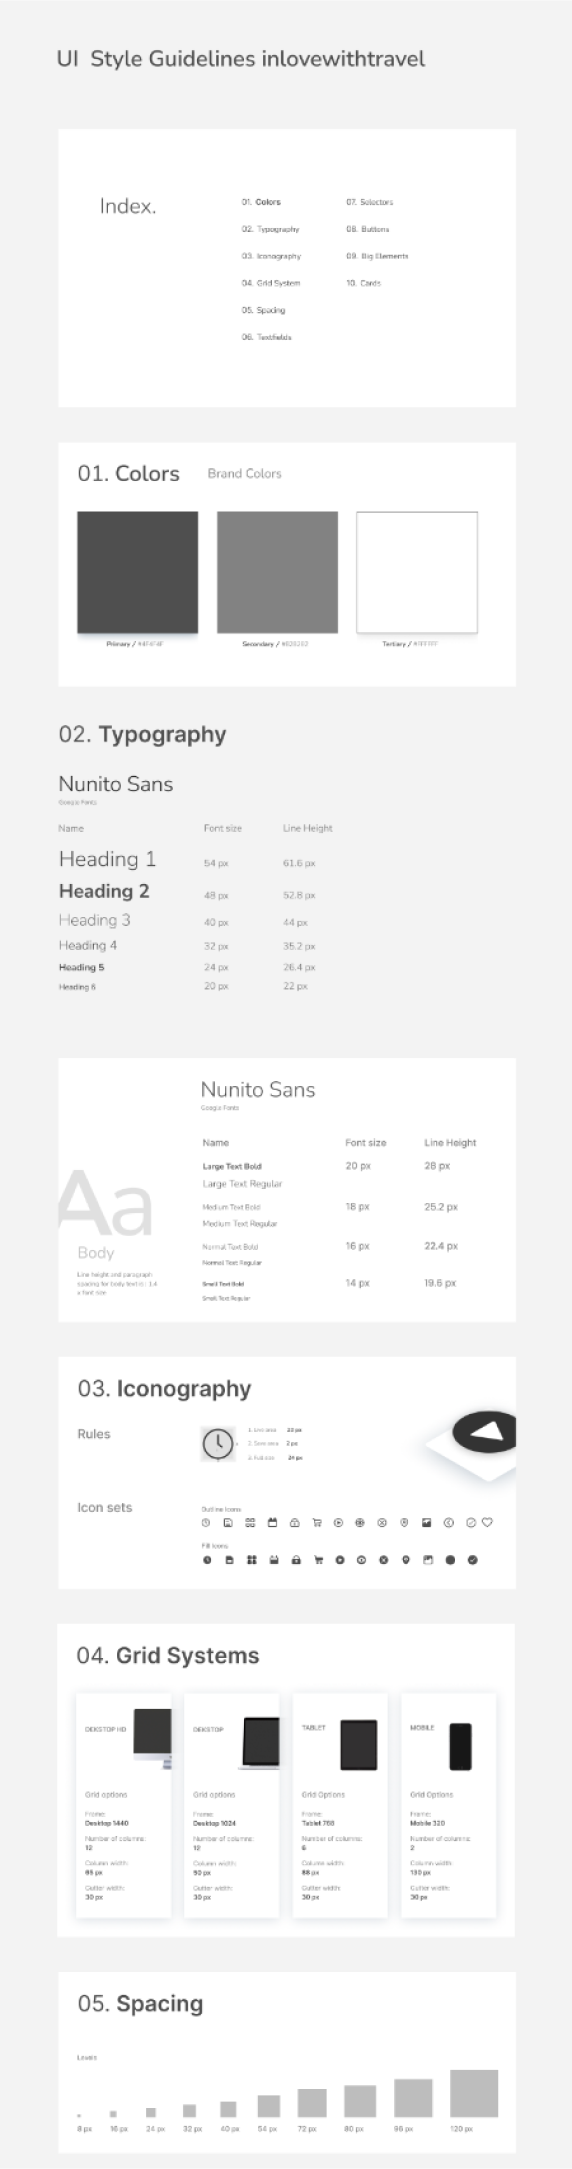 UI Style Guidelines inlovewithtravel
Index.
01. Colors
02. Typography
03. Iconography
04. Grid System
05. Spacing
06. Textfields
07. Selectors
08. Buttons
09. Big Elements
10. Cards
01. Colors
Brand Colors
Primary / #4F4F4F
Secondary / #828282
Tertiary / #FFFFFF
02. Typography
Nunito Sans
Google Fonts
Name Font size Line Height
Heading 1 54 px 61.6 px
Heading 2 48 px 52.8 px
Heading 3 40 px 44 px
Heading 4 32 px 35.2 px
Heading 5 24 px 26.4 px
Heading 6 20 px 22 px
Nunito Sans
Google Fonts
Aa
Body
Line height and paragraph
spacing for body text is : 1.4
x font size
Name Font size Line Height
Large Text Bold 20 px 28 px
Large Text Regular
Medium Text Bold 18 px 25.2 px
Medium Text Regular
Normal Text Bold 16 px 22.4 px
Normal Text Regular
Small Text Bold 14 px 19.6 px
Small Text Regular
03. Iconography
Rules
1. Live area 20 px
2. Save area 2 px
3. Full size 24 px
Icon sets
Outline Icons
Fill Icons
04. Grid Systems
DEKSTOP HD
Grid options
Frame:
Desktop 1440
Number of columns:
12
Column width:
65 px
Gutter width:
30 px
DEKSTOP
Grid options
Frame:
Desktop 1024
Number of columns:
12
Column width:
50 px
Gutter width:
30 px
TABLET
Grid Options
Frame:
Tablet 768
Number of columns:
6
Column width:
88 px
Gutter width:
30 px
MOBILE
Grid Options
Frame:
Mobile 320
Number of columns:
2
Column width:
130 px
Gutter width:
30 px
05. Spacing
Levels
8 px 16 px 24 px 32 px 40 px 54 px 72 px 80 px 96 px 120 px